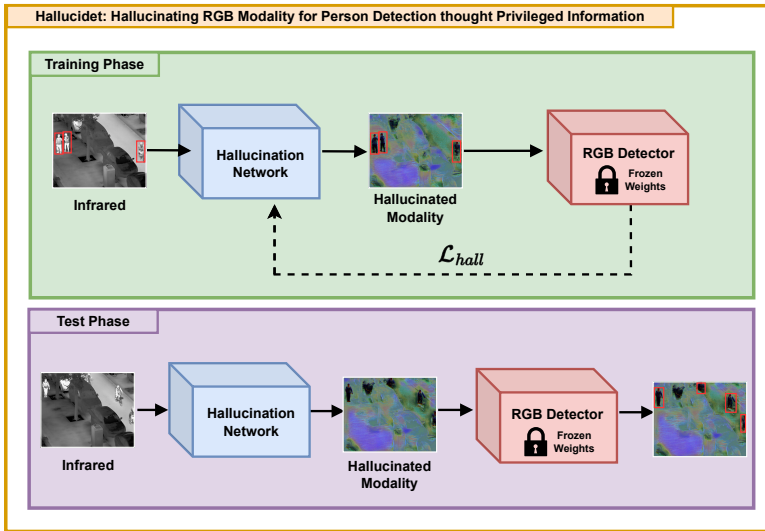 Hallucidet: Hallucinating RGB Modality for Person Detection thought Privileged Information
Training Phase
Infrared
Hallucination
Network
Hallucinated
Modality
RGB Detector
Frozen
Weights
ℒhall
Test Phase
Infrared
Hallucination
Network
Hallucinated
Modality
RGB Detector
Frozen
Weights